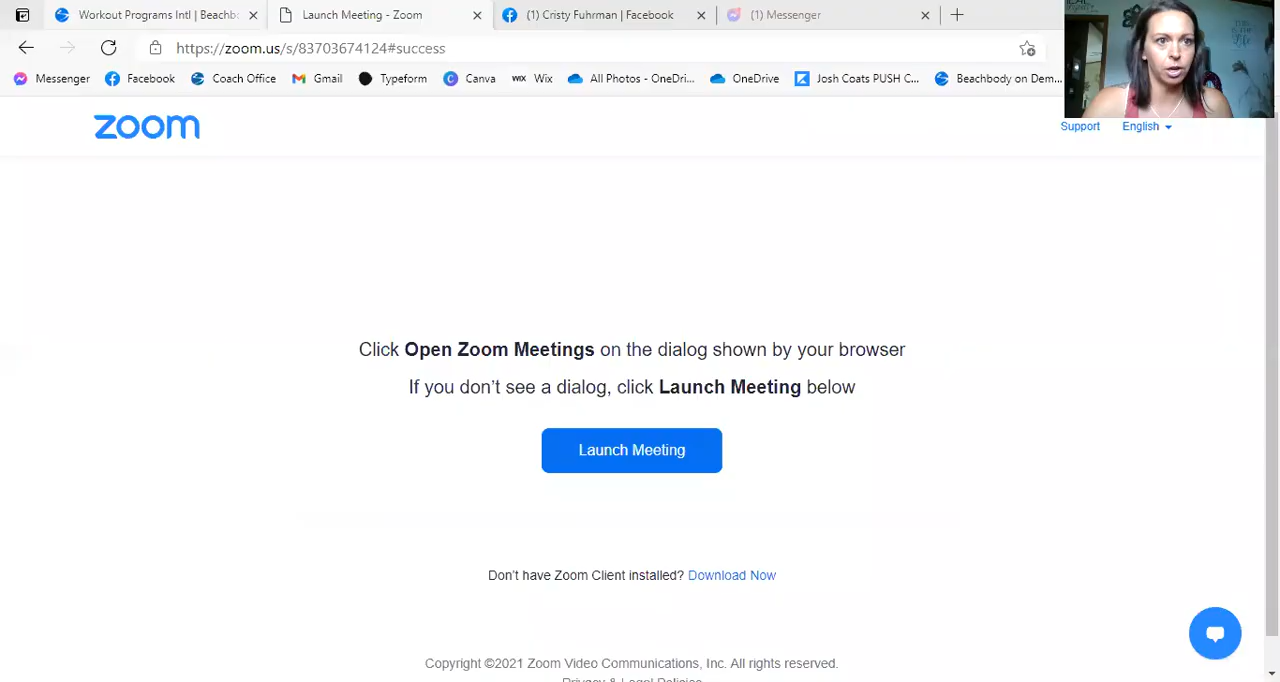 Workout Programs Intl | Beachb
Launch Meeting - Zoom
(1) Cristy Fuhrman | Facebook
(1) Messenger
https://zoom.us/s/83703674124#success
Messenger
Facebook
Coach Office
Gmail
Typeform
Canva
WIX Wix
All Photos - OneDri...
OneDrive
Josh Coats PUSH C...
Beachbody on Dem...
zoom
Support
English
Click Open Zoom Meetings on the dialog shown by your browser
If you don’t see a dialog, click Launch Meeting below
Launch Meeting
Don’t have Zoom Client installed? Download Now
Copyright ©2021 Zoom Video Communications, Inc. All rights reserved.
Privacy & Legal Policies